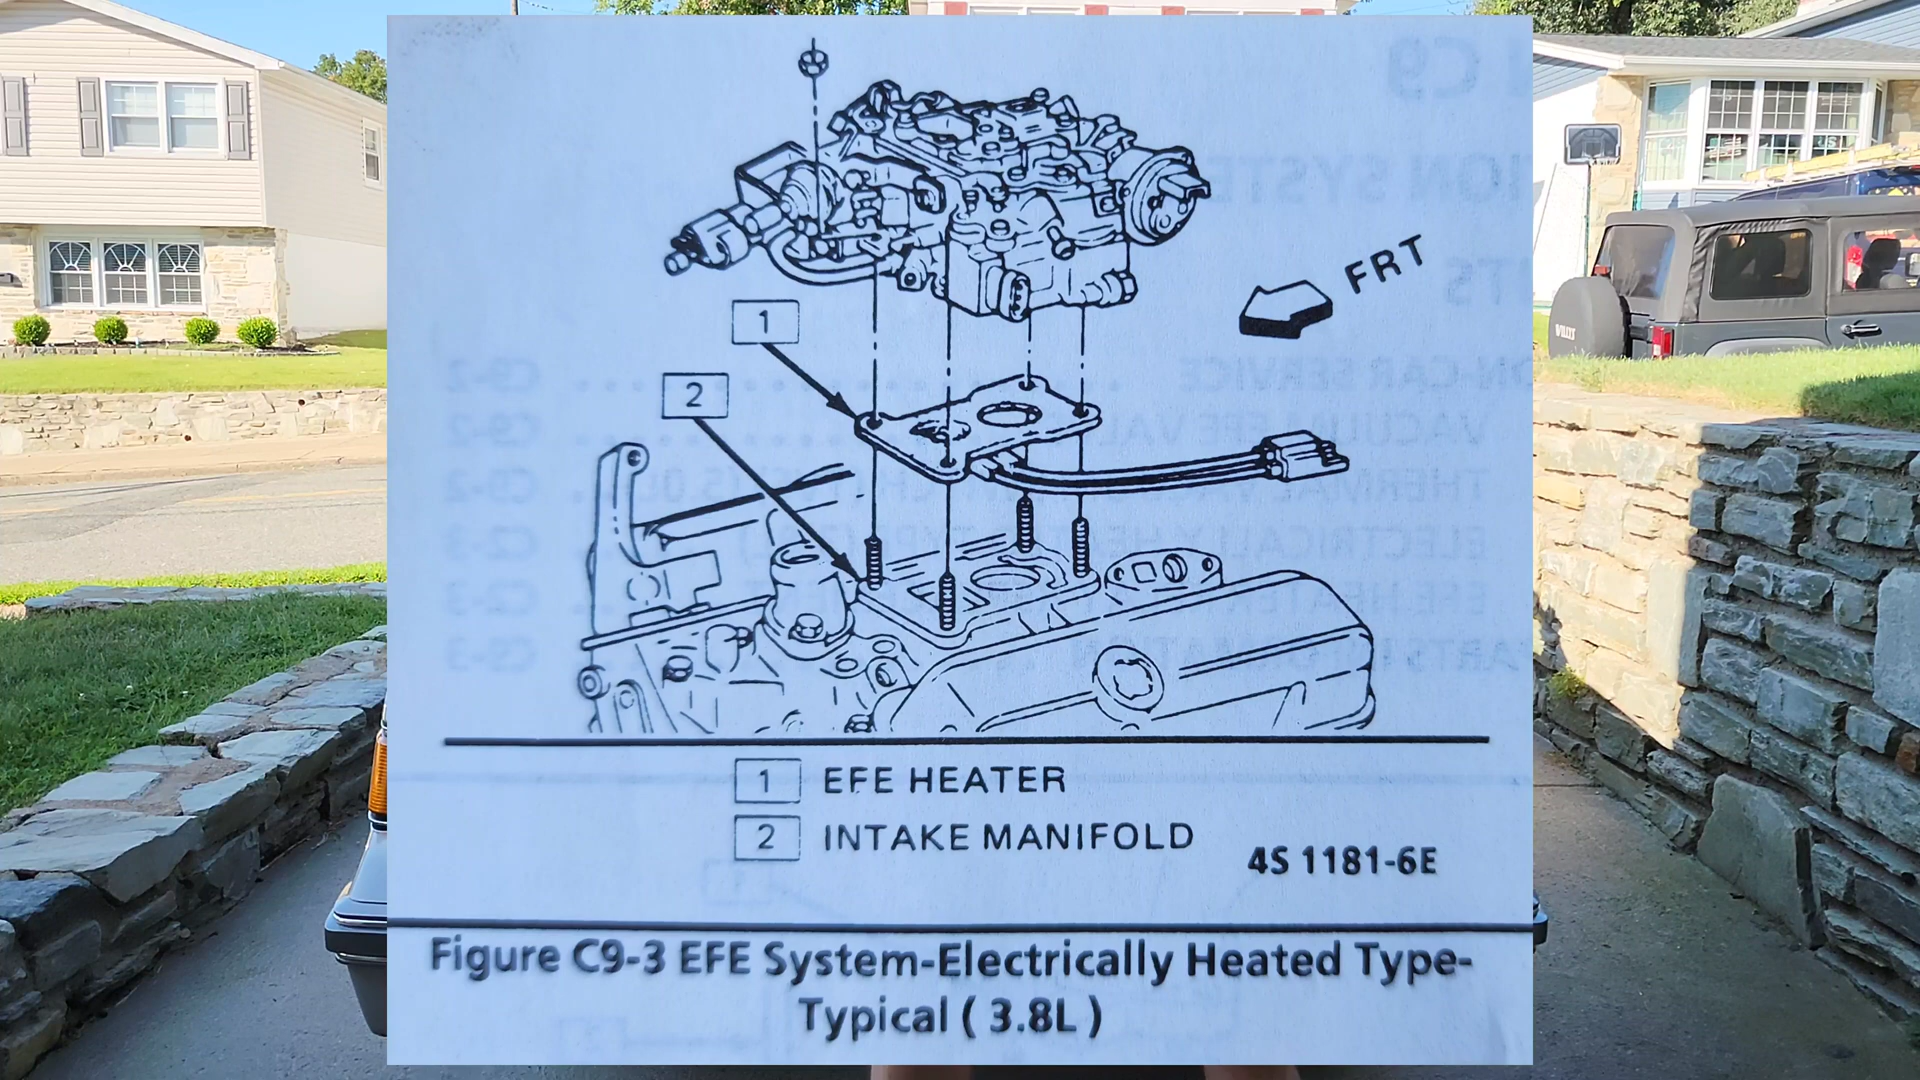 FRT
1
2
1 EFE HEATER
2 INTAKE MANIFOLD
4S 1181-6E
Figure C9-3 EFE System-Electrically Heated Type-
Typical ( 3.8L )